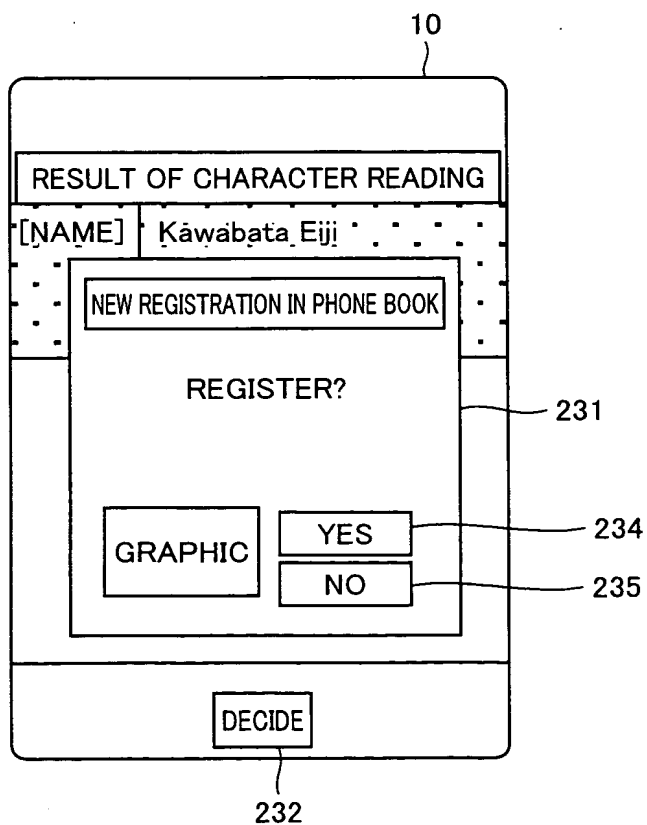 10
RESULT OF CHARACTER READING
[NAME] Kawabata Eiji
NEW REGISTRATION IN PHONE BOOK
REGISTER?
231
GRAPHIC
YES
234
NO
235
DECIDE
232